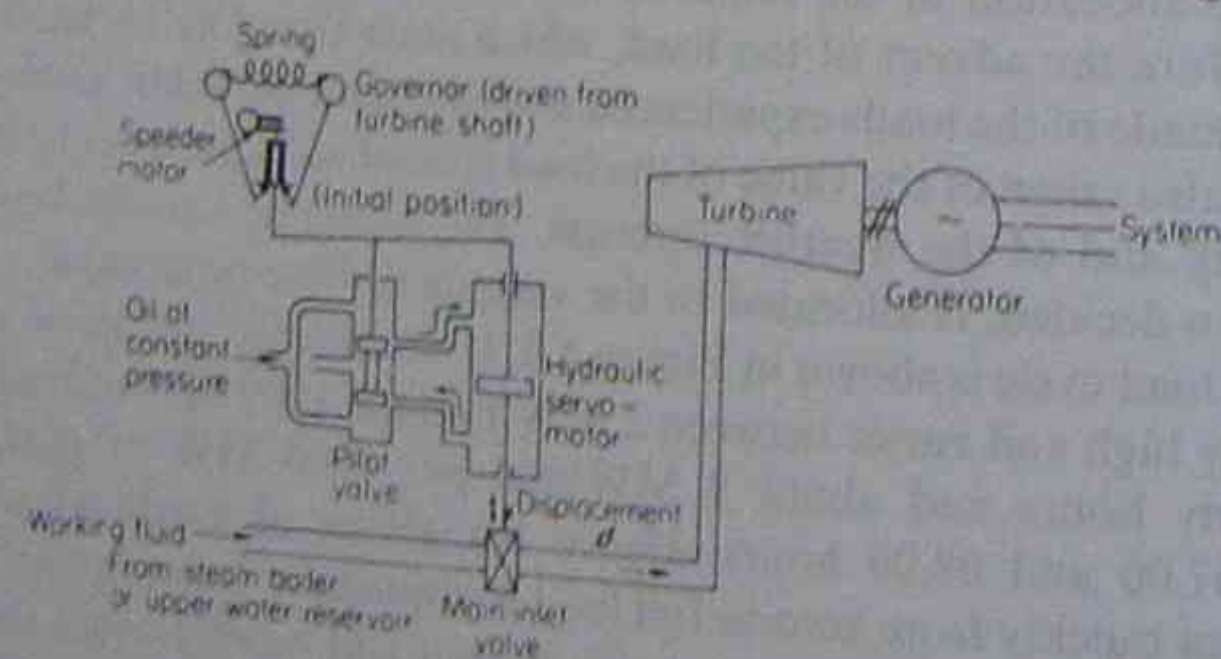 Spring
Governor (driven from
turbine shaft)
Speeder
motor
(Initial position)
Turbine
~
System
Generator
Oil at
constant
pressure
Hydraulic
servo-
motor
Pilot
valve
Displacement
d
Working fluid
From steam boiler
or upper water reservoir
Main inlet
valve